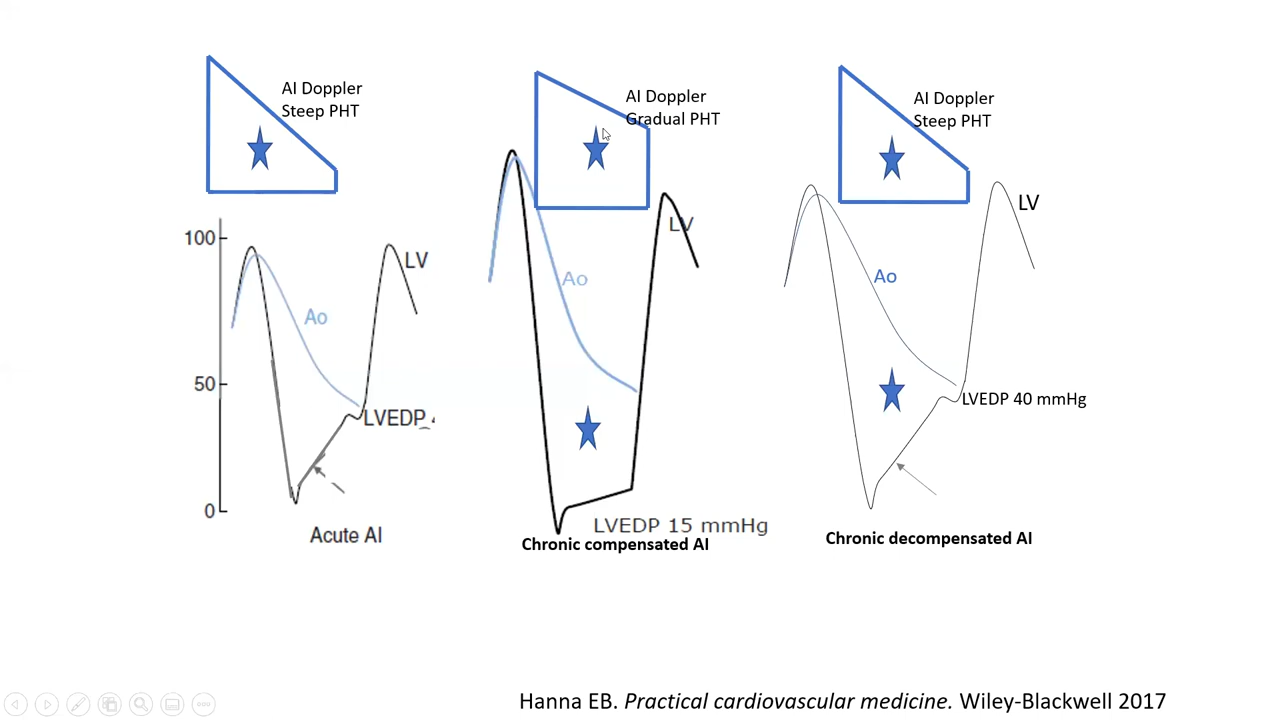 AI Doppler
Steep PHT
AI Doppler
Gradual PHT
AI Doppler
Steep PHT
100
50
0
LV
Ao
LVEDP
Acute AI
LV
Ao
LVEDP 15 mmHg
Chronic compensated AI
LV
Ao
LVEDP 40 mmHg
Chronic decompensated AI
Hanna EB. Practical cardiovascular medicine. Wiley-Blackwell 2017